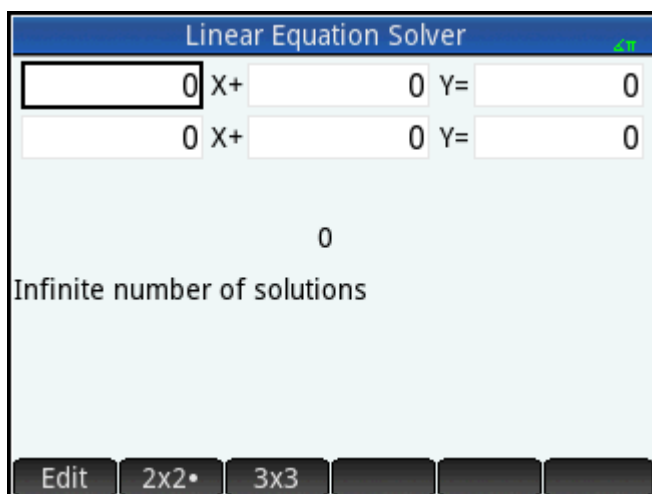 Linear Equation Solver ∡π
0 X+ 0 Y= 0
0 X+ 0 Y= 0
0
Infinite number of solutions
Edit 2x2• 3x3